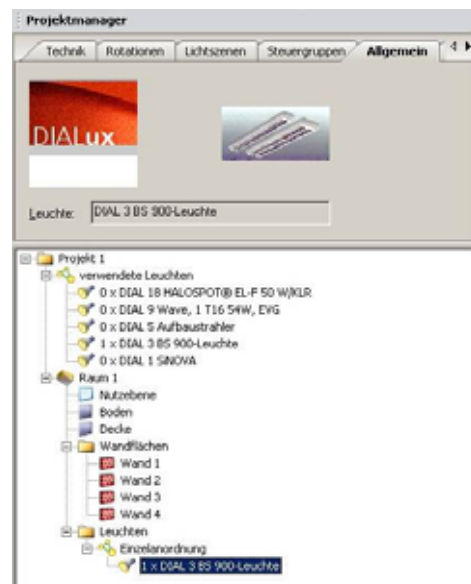 Projektmanager
Technik Rotationen Lichtszenen Steuergruppen Allgemein
DIALux
Leuchte: DIAL 3 BS 900-Leuchte
Projekt 1
verwendete Leuchten
0 x DIAL 18 HALOSPOT® EL-F 50 W/KLR
0 x DIAL 9 Wave, 1 T16 54W, EVG
0 x DIAL 5 Aufbaustrahler
1 x DIAL 3 BS 900-Leuchte
0 x DIAL 1 SiNOVA
Raum 1
Nutzebene
Boden
Decke
Wandflächen
Wand 1
Wand 2
Wand 3
Wand 4
Leuchten
Einzelanordnung
1 x DIAL 3 BS 900-Leuchte